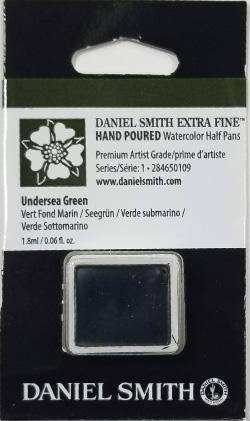 DANIEL SMITH EXTRA FINE™
HAND POURED Watercolor Half Pans
Premium Artist Grade/prime d'artiste
Series/Série: 1 • 284650109
www.danielsmith.com
Undersea Green
Vert Fond Marin / Seegrün / Verde submarino /
Verde Sottomarino
1.8ml / 0.06 fl. oz.
DANIEL SMITH